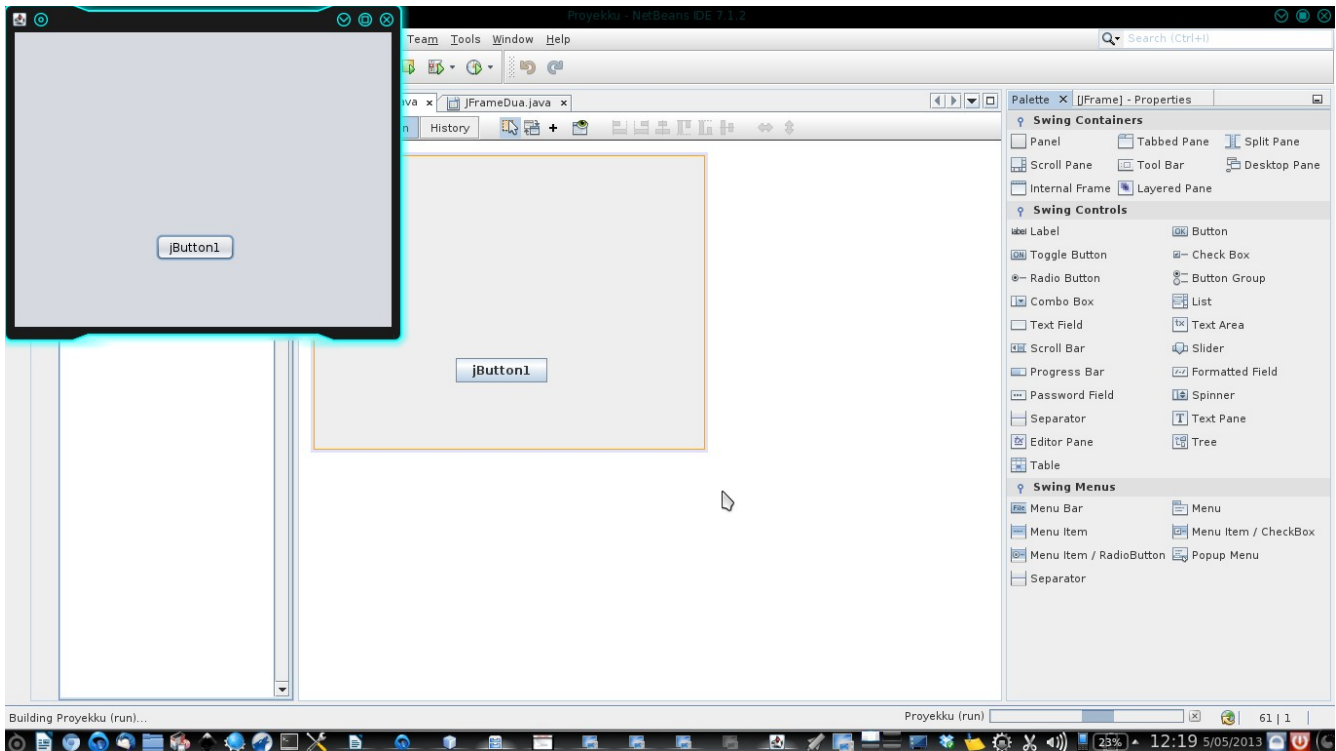 Proyekku - NetBeans IDE 7.1.2
Team Tools Window Help
Search (Ctrl+I)
JFrameDua.java
History
Palette
[JFrame] - Properties
Swing Containers
Panel Tabbed Pane Split Pane
Scroll Pane Tool Bar Desktop Pane
Internal Frame Layered Pane
Swing Controls
label Label OK Button
ON Toggle Button Check Box
Radio Button Button Group
Combo Box List
Text Field Text Area
Scroll Bar Slider
Progress Bar Formatted Field
Password Field Spinner
Separator Text Pane
Editor Pane Tree
Table
Swing Menus
File Menu Bar Menu
Menu Item Menu Item / CheckBox
Menu Item / RadioButton Popup Menu
Separator
jButton1
jButton1
Building Proyekku (run)...
Proyekku (run)
61 | 1
23% 12:19 5/05/2013